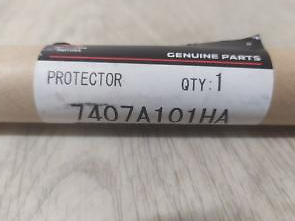 GENUINE PARTS
PROTECTOR QTY:1
7407A101HA